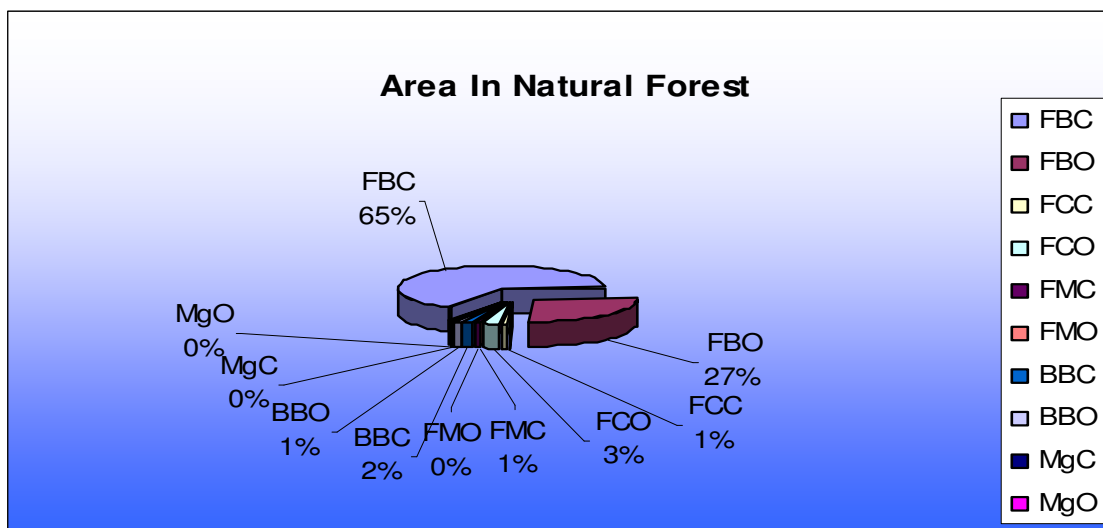 Area In Natural Forest
FBC
65%
FBO
27%
FCC
1%
FCO
3%
FMC
1%
FMO
0%
BBC
2%
BBO
1%
MgC
0%
MgO
0%
FBC
FBO
FCC
FCO
FMC
FMO
BBC
BBO
MgC
MgO